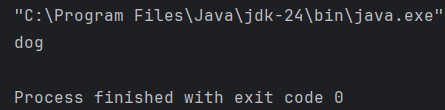 "C:\Program Files\Java\jdk-24\bin\java.exe"
dog
Process finished with exit code 0